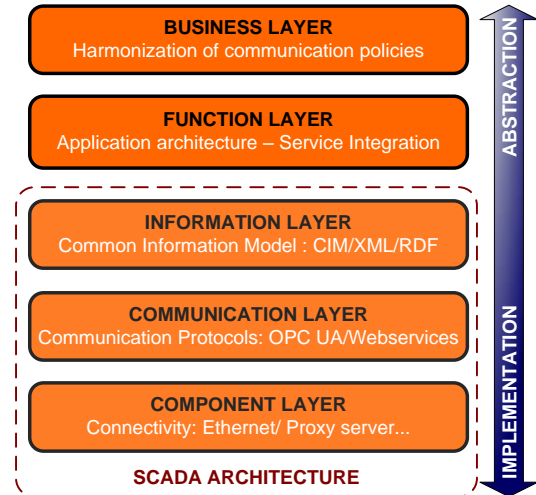 BUSINESS LAYER
Harmonization of communication policies
FUNCTION LAYER
Application architecture – Service Integration
INFORMATION LAYER
Common Information Model : CIM/XML/RDF
COMMUNICATION LAYER
Communication Protocols: OPC UA/Webservices
COMPONENT LAYER
Connectivity: Ethernet/ Proxy server...
SCADA ARCHITECTURE
ABSTRACTION
IMPLEMENTATION